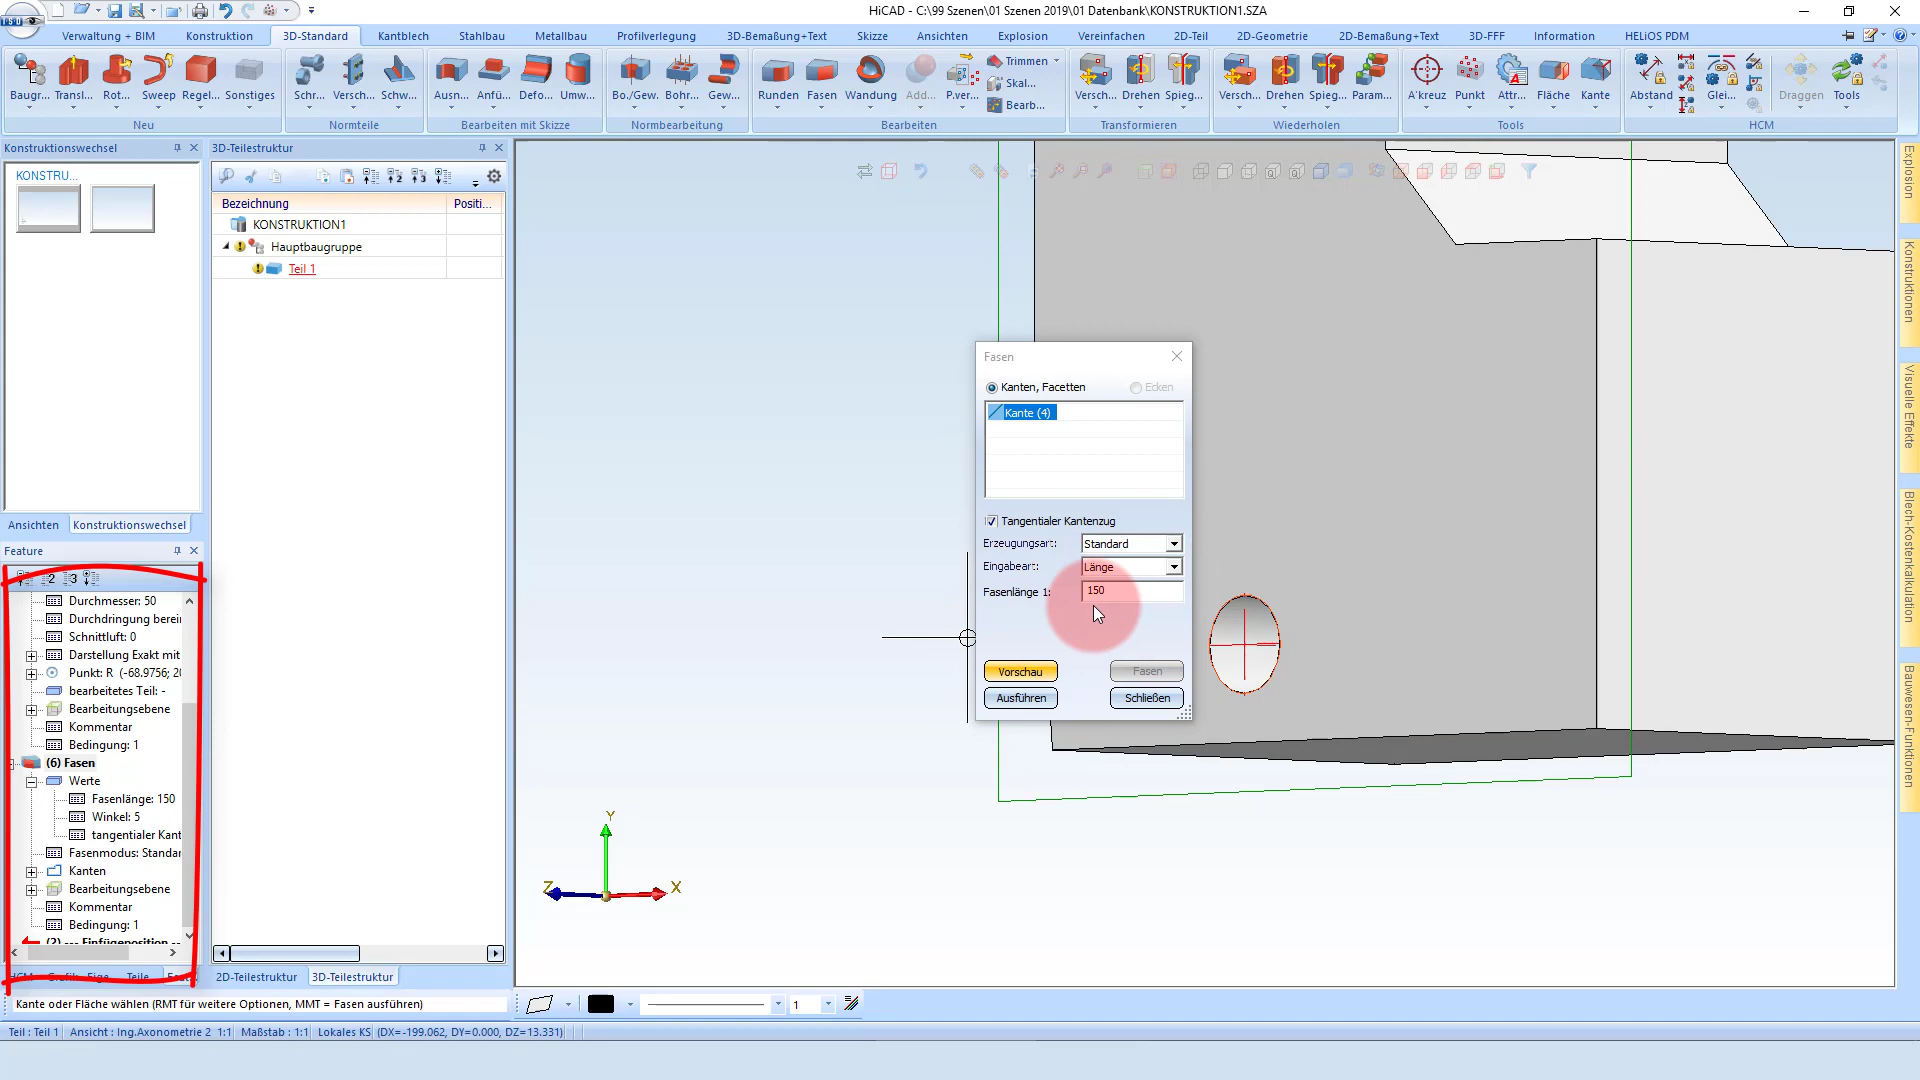 HiCAD - C:\99 Szenen\01 Szenen 2019\01 Datenbank\KONSTRUKTION1.SZA
ISD
Verwaltung + BIM Konstruktion 3D-Standard Kantblech Stahlbau Metallbau Profilverlegung 3D-Bemaßung+Text Skizze Ansichten Explosion Vereinfachen 2D-Teil 2D-Geometrie 2D-Bemaßung+Text 3D-FFF Information HELiOS PDM
Baugr... Transl... Rot... Sweep Regel... Sonstiges Schr... Versch... Schw... Ausn... Anfü... Defo... Umw... Bo./Gew. Bohr... Gew... Runden Fasen Wandung Add... P.ver... Versch... Drehen Spieg... Versch... Drehen Spieg... Param... A'kreuz Punkt Attr... Fläche Kante Abstand Glei... Draggen Tools
Trimmen
Skal...
Bearb...
Neu Normteile Bearbeiten mit Skizze Normbearbeitung Bearbeiten Transformieren Wiederholen Tools HCM
Konstruktionswechsel
KONSTRU...
Ansichten Konstruktionswechsel
3D-Teilestruktur
Bezeichnung Positi...
KONSTRUKTION1
Hauptbaugruppe
Teil 1
Feature
2 3
Durchmesser: 50
Durchdringung berei
Schnittluft: 0
Darstellung Exakt mit
Punkt: R (-68.9756; 20
bearbeitetes Teil: -
Bearbeitungsebene
Kommentar
Bedingung: 1
(6) Fasen
Werte
Fasenlänge: 150
Winkel: 5
tangentialer Kant
Fasenmodus: Standar
Kanten
Bearbeitungsebene
Kommentar
Bedingung: 1
(2) --- Einfügeposition --
2D-Teilestruktur 3D-Teilestruktur
Fasen
Kanten, Facetten Ecken
Kante (4)
Tangentialer Kantenzug
Erzeugungsart: Standard
Eingabeart: Länge
Fasenlänge 1: 150
Vorschau Fasen
Ausführen Schließen
Y
Z X
Explosion
Konstruktionen
Visuelle Effekte
Blech-Kostenkalkulation
Bauwesen-Funktionen
Kante oder Fläche wählen (RMT für weitere Optionen, MMT = Fasen ausführen)
1
Teil : Teil 1 Ansicht : Ing.Axonometrie 2 1:1 Maßstab : 1:1 Lokales KS (DX=-199.062, DY=0.000, DZ=13.331)